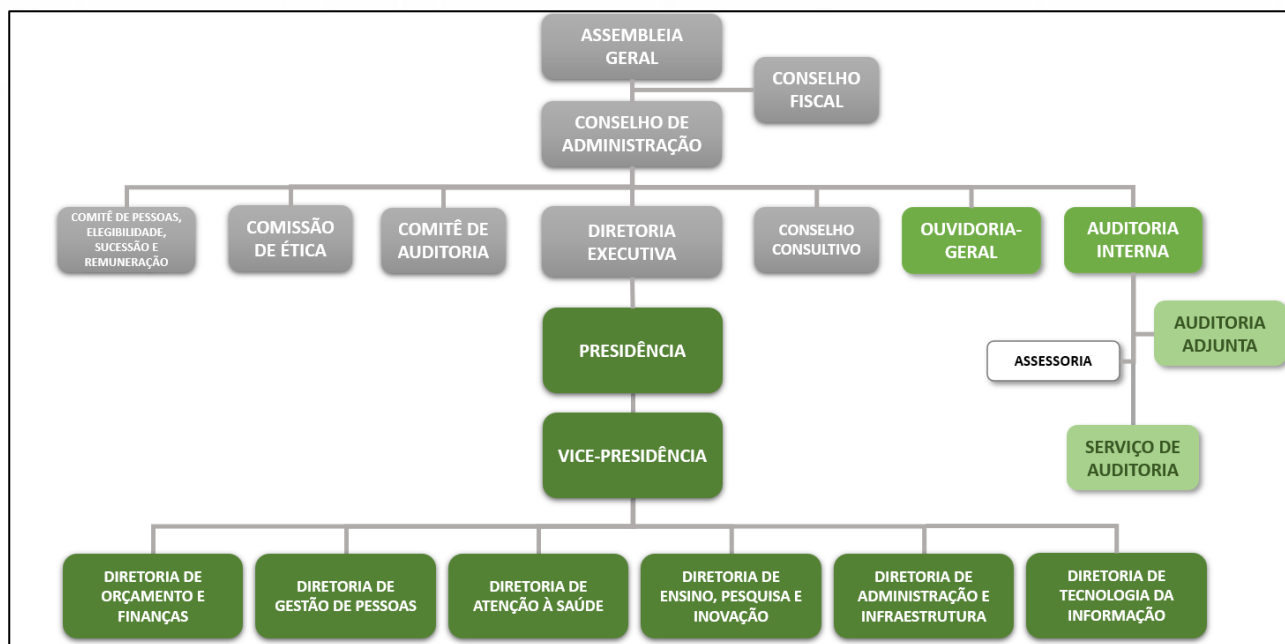 ASSEMBLEIA
GERAL
CONSELHO
FISCAL
CONSELHO DE
ADMINISTRAÇÃO
COMITÊ DE PESSOAS,
ELEGIBILIDADE,
SUCESSÃO E
REMUNERAÇÃO
COMISSÃO
DE ÉTICA
COMITÊ DE
AUDITORIA
DIRETORIA
EXECUTIVA
CONSELHO
CONSULTIVO
OUVIDORIA-
GERAL
AUDITORIA
INTERNA
PRESIDÊNCIA
AUDITORIA
ADJUNTA
ASSESSORIA
VICE-PRESIDÊNCIA
SERVIÇO DE
AUDITORIA
DIRETORIA DE
ORÇAMENTO E
FINANÇAS
DIRETORIA DE
GESTÃO DE PESSOAS
DIRETORIA DE
ATENÇÃO À SAÚDE
DIRETORIA DE
ENSINO, PESQUISA E
INOVAÇÃO
DIRETORIA DE
ADMINISTRAÇÃO E
INFRAESTRUTURA
DIRETORIA DE
TECNOLOGIA DA
INFORMAÇÃO